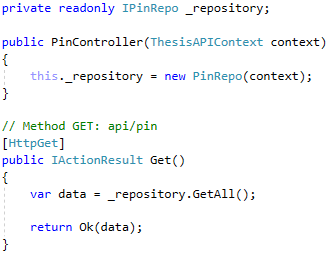 private readonly IPinRepo _repository;
public PinController(ThesisAPIContext context)
{
this._repository = new PinRepo(context);
}
// Method GET: api/pin
[HttpGet]
public IActionResult Get()
{
var data = _repository.GetAll();
return Ok(data);
}